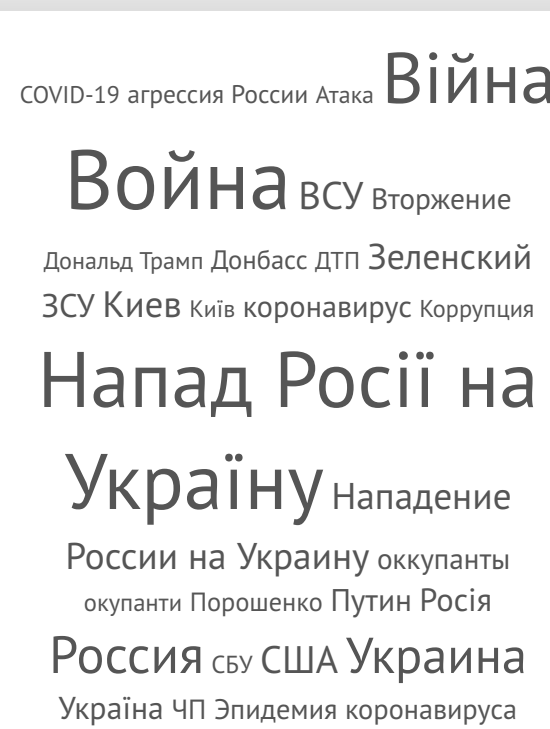 COVID-19 агрессия России Атака Війна
Война ВСУ Вторжение
Дональд Трамп Донбасс ДТП Зеленский
ЗСУ Киев Київ коронавирус Коррупция
Напад Росії на
Україну Нападение
России на Украину оккупанты
окупанти Порошенко Путин Росія
Россия СБУ США Украина
Україна ЧП Эпидемия коронавируса